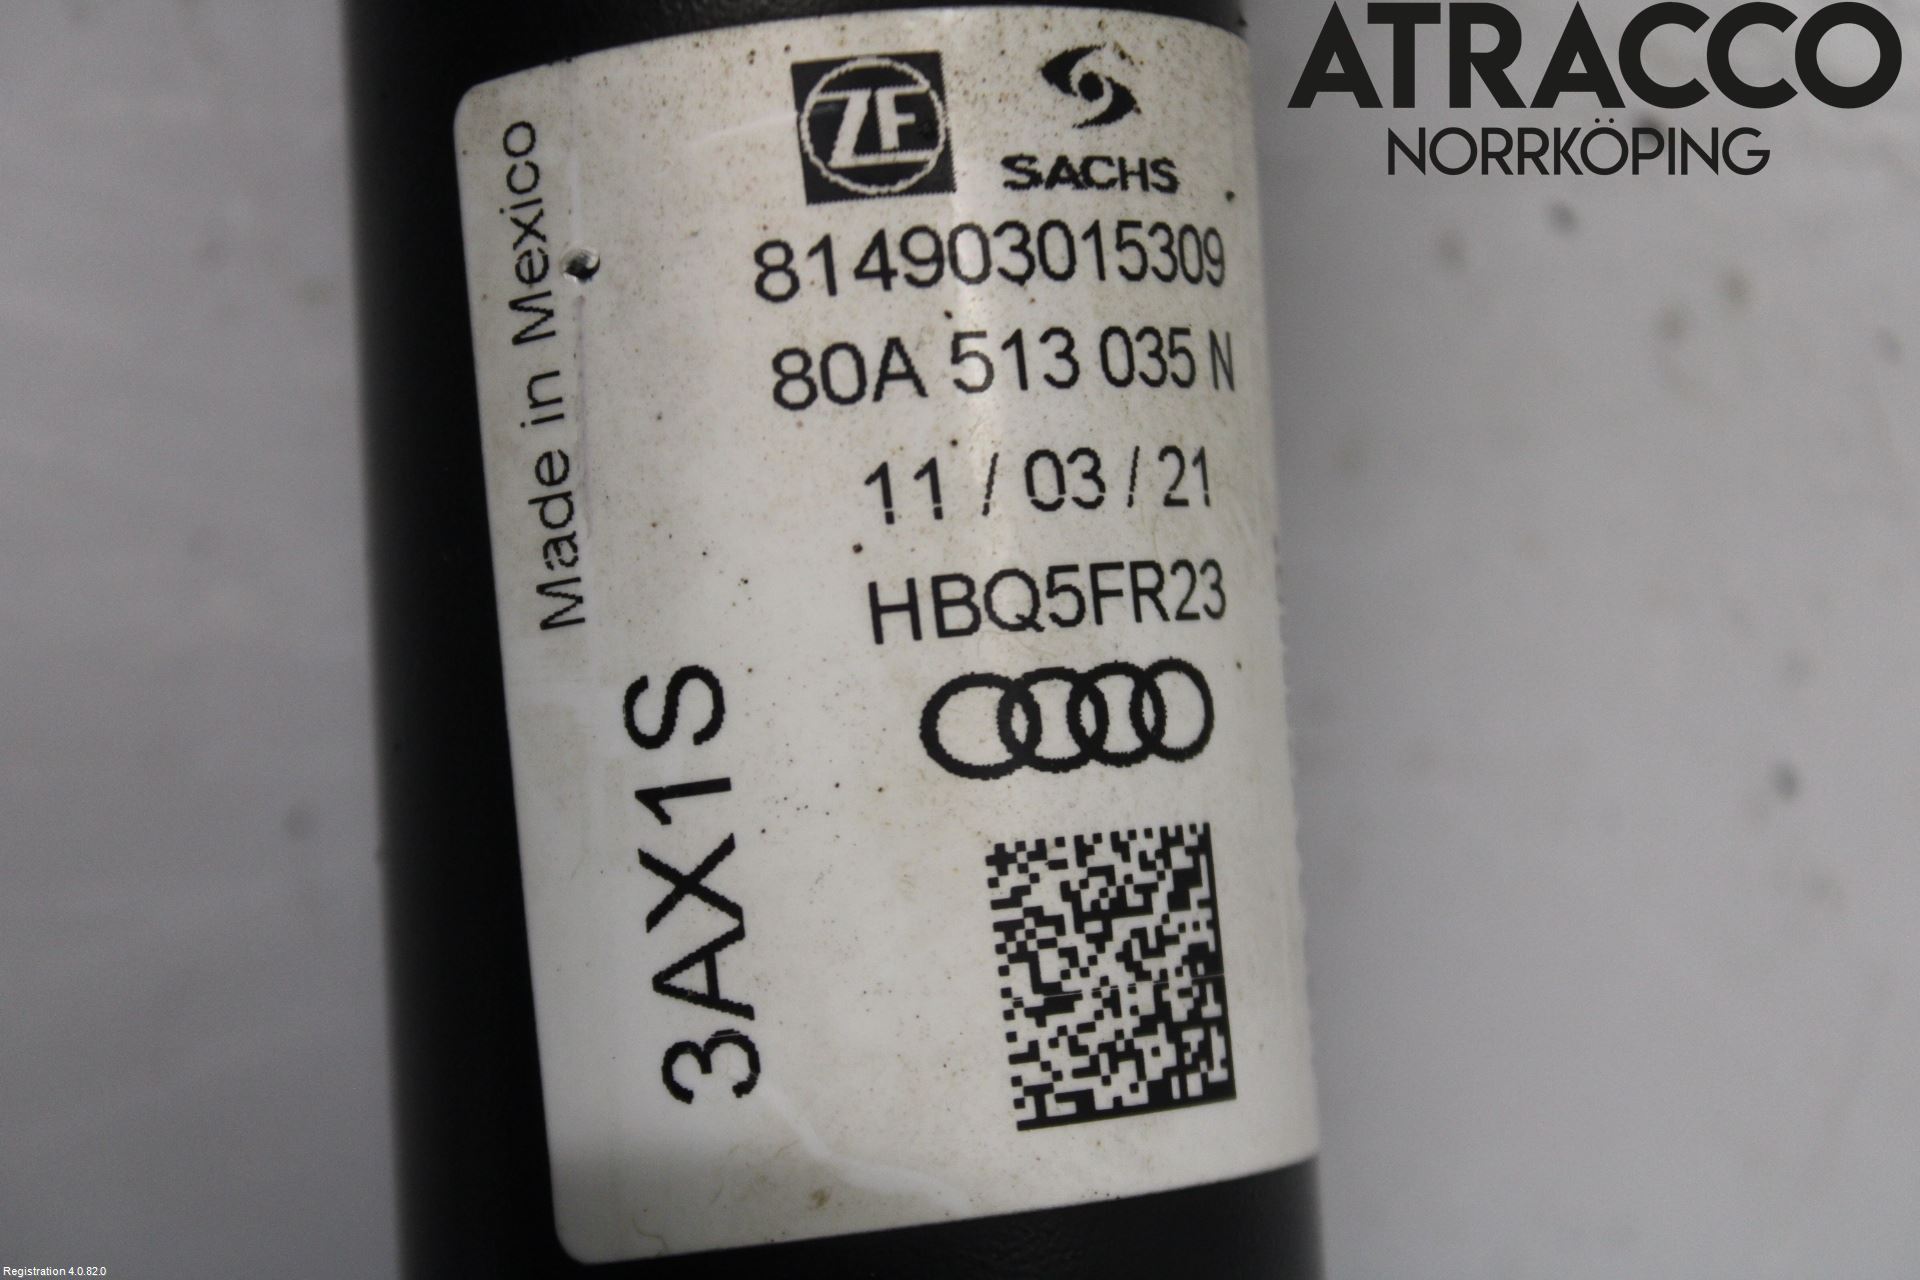 ATRACCO
NORRKÖPING
ZF
SACHS
814903015309
80A 513 035 N
11 / 03 / 21
HBQ5FR23
Made in Mexico
3AX1S
Registration 4.0.82.0